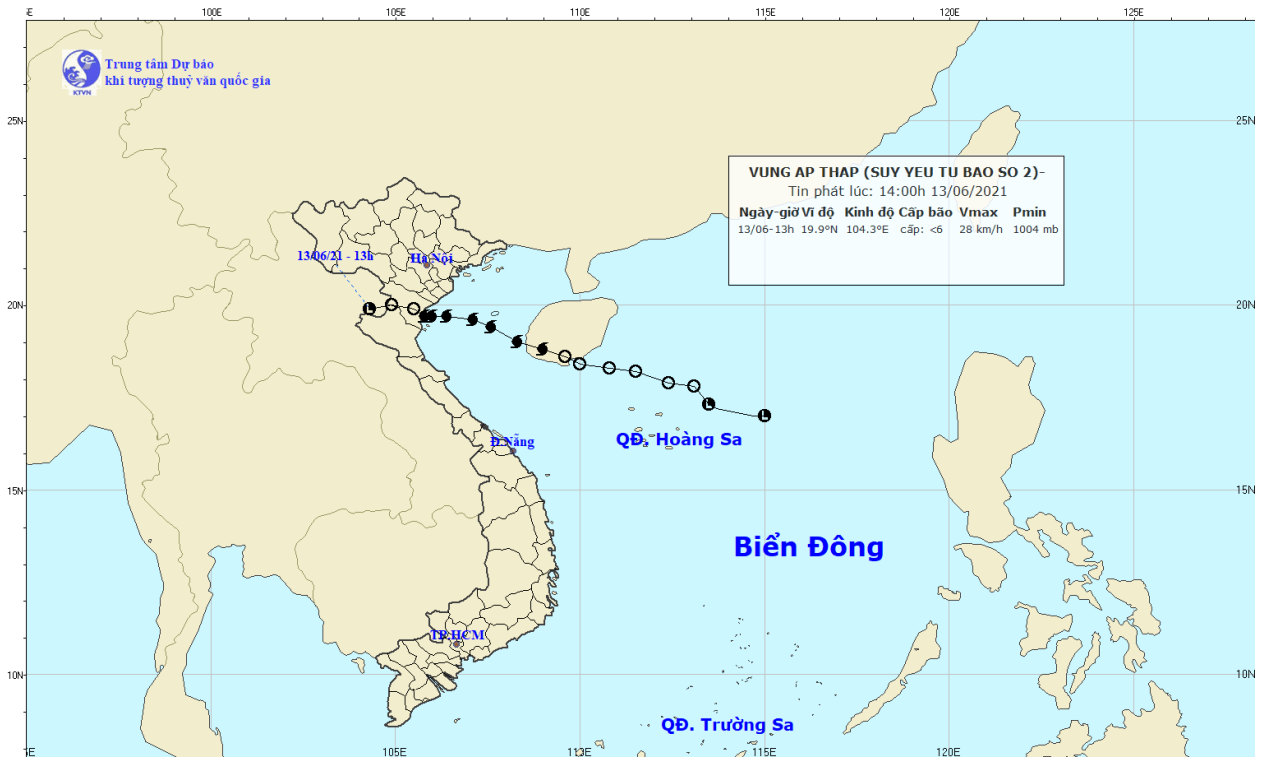 E
100E
105E
110E
115E
120E
125E
Trung tâm Dự báo
khí tượng thuỷ văn quốc gia
KTVN
25N
25N
VUNG AP THAP (SUY YEU TU BAO SO 2)-
Tin phát lúc: 14:00h 13/06/2021
Ngày-giờ Vĩ độ Kinh độ Cấp bão Vmax Pmin
13/06-13h 19.9°N 104.3°E cấp: <6 28 km/h 1004 mb
13/06/21 - 13h
Hà Nội
20N
20N
L
L
L
QĐ. Hoàng Sa
Đ.Nẵng
15N
15N
Biển Đông
TP.HCM
10N
10N
QĐ. Trường Sa
E
105E
113E
115E
120E